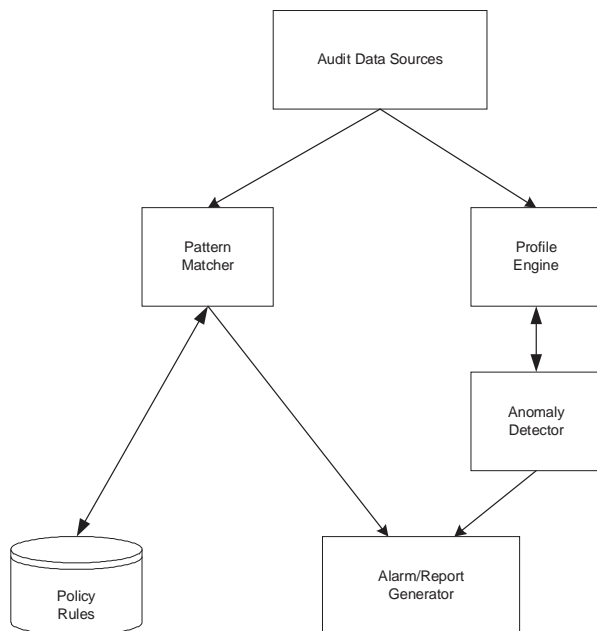 Audit Data Sources
Pattern
Matcher
Profile
Engine
Anomaly
Detector
Policy
Rules
Alarm/Report
Generator